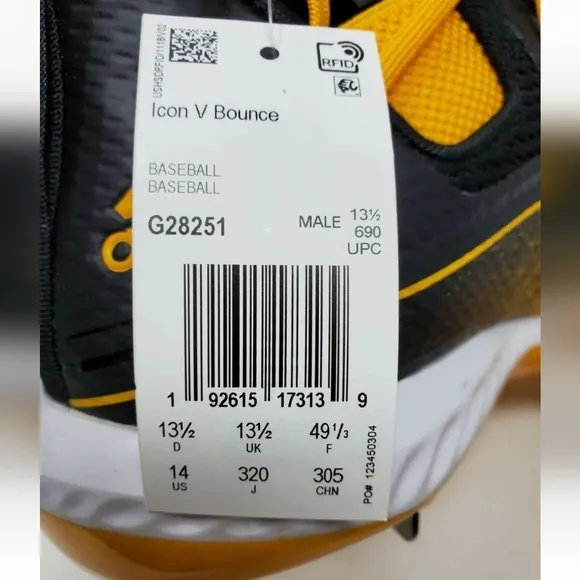 USHSDRFID/1118/V02
RFID
Icon V Bounce
BASEBALL
BASEBALL
G28251
MALE 13½
690
UPC
1 92615 17313 9
13½ 13½ 49⅓
D UK F
14 320 305
US J CHN
PO# 123450304